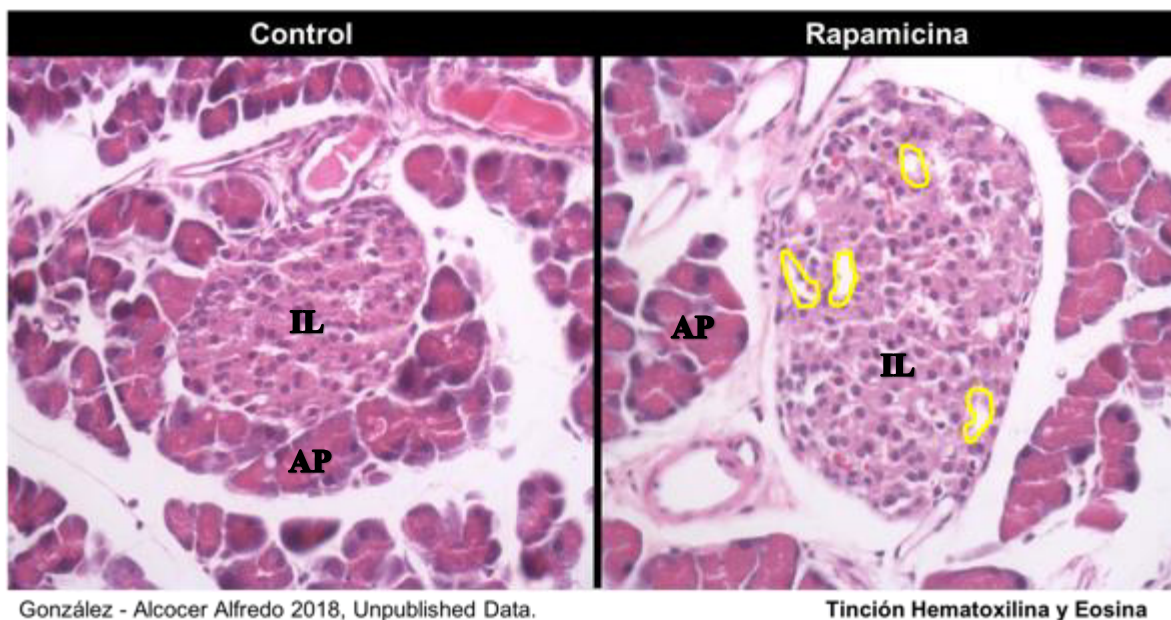 Control
Rapamicina
IL
AP
AP
IL
González - Alcocer Alfredo 2018, Unpublished Data.
Tinción Hematoxilina y Eosina